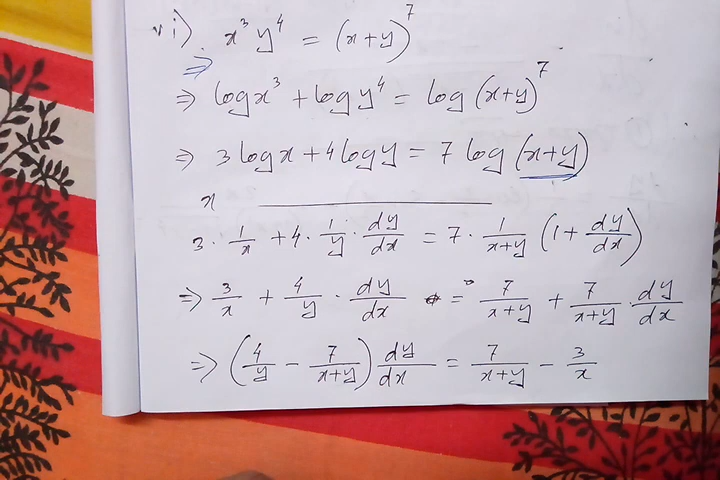 vi) x³ y⁴ = (x+y)⁷
⇒
⇒ log x³ + log y⁴ = log (x+y)⁷
⇒ 3 log x + 4 log y = 7 log (x+y)
x
3 · 1/x + 4 · 1/y · dy/dx = 7 · 1/x+y (1 + dy/dx)
⇒ 3/x + 4/y · dy/dx = 7/x+y + 7/x+y · dy/dx
⇒ (4/y - 7/x+y) dy/dx = 7/x+y - 3/x